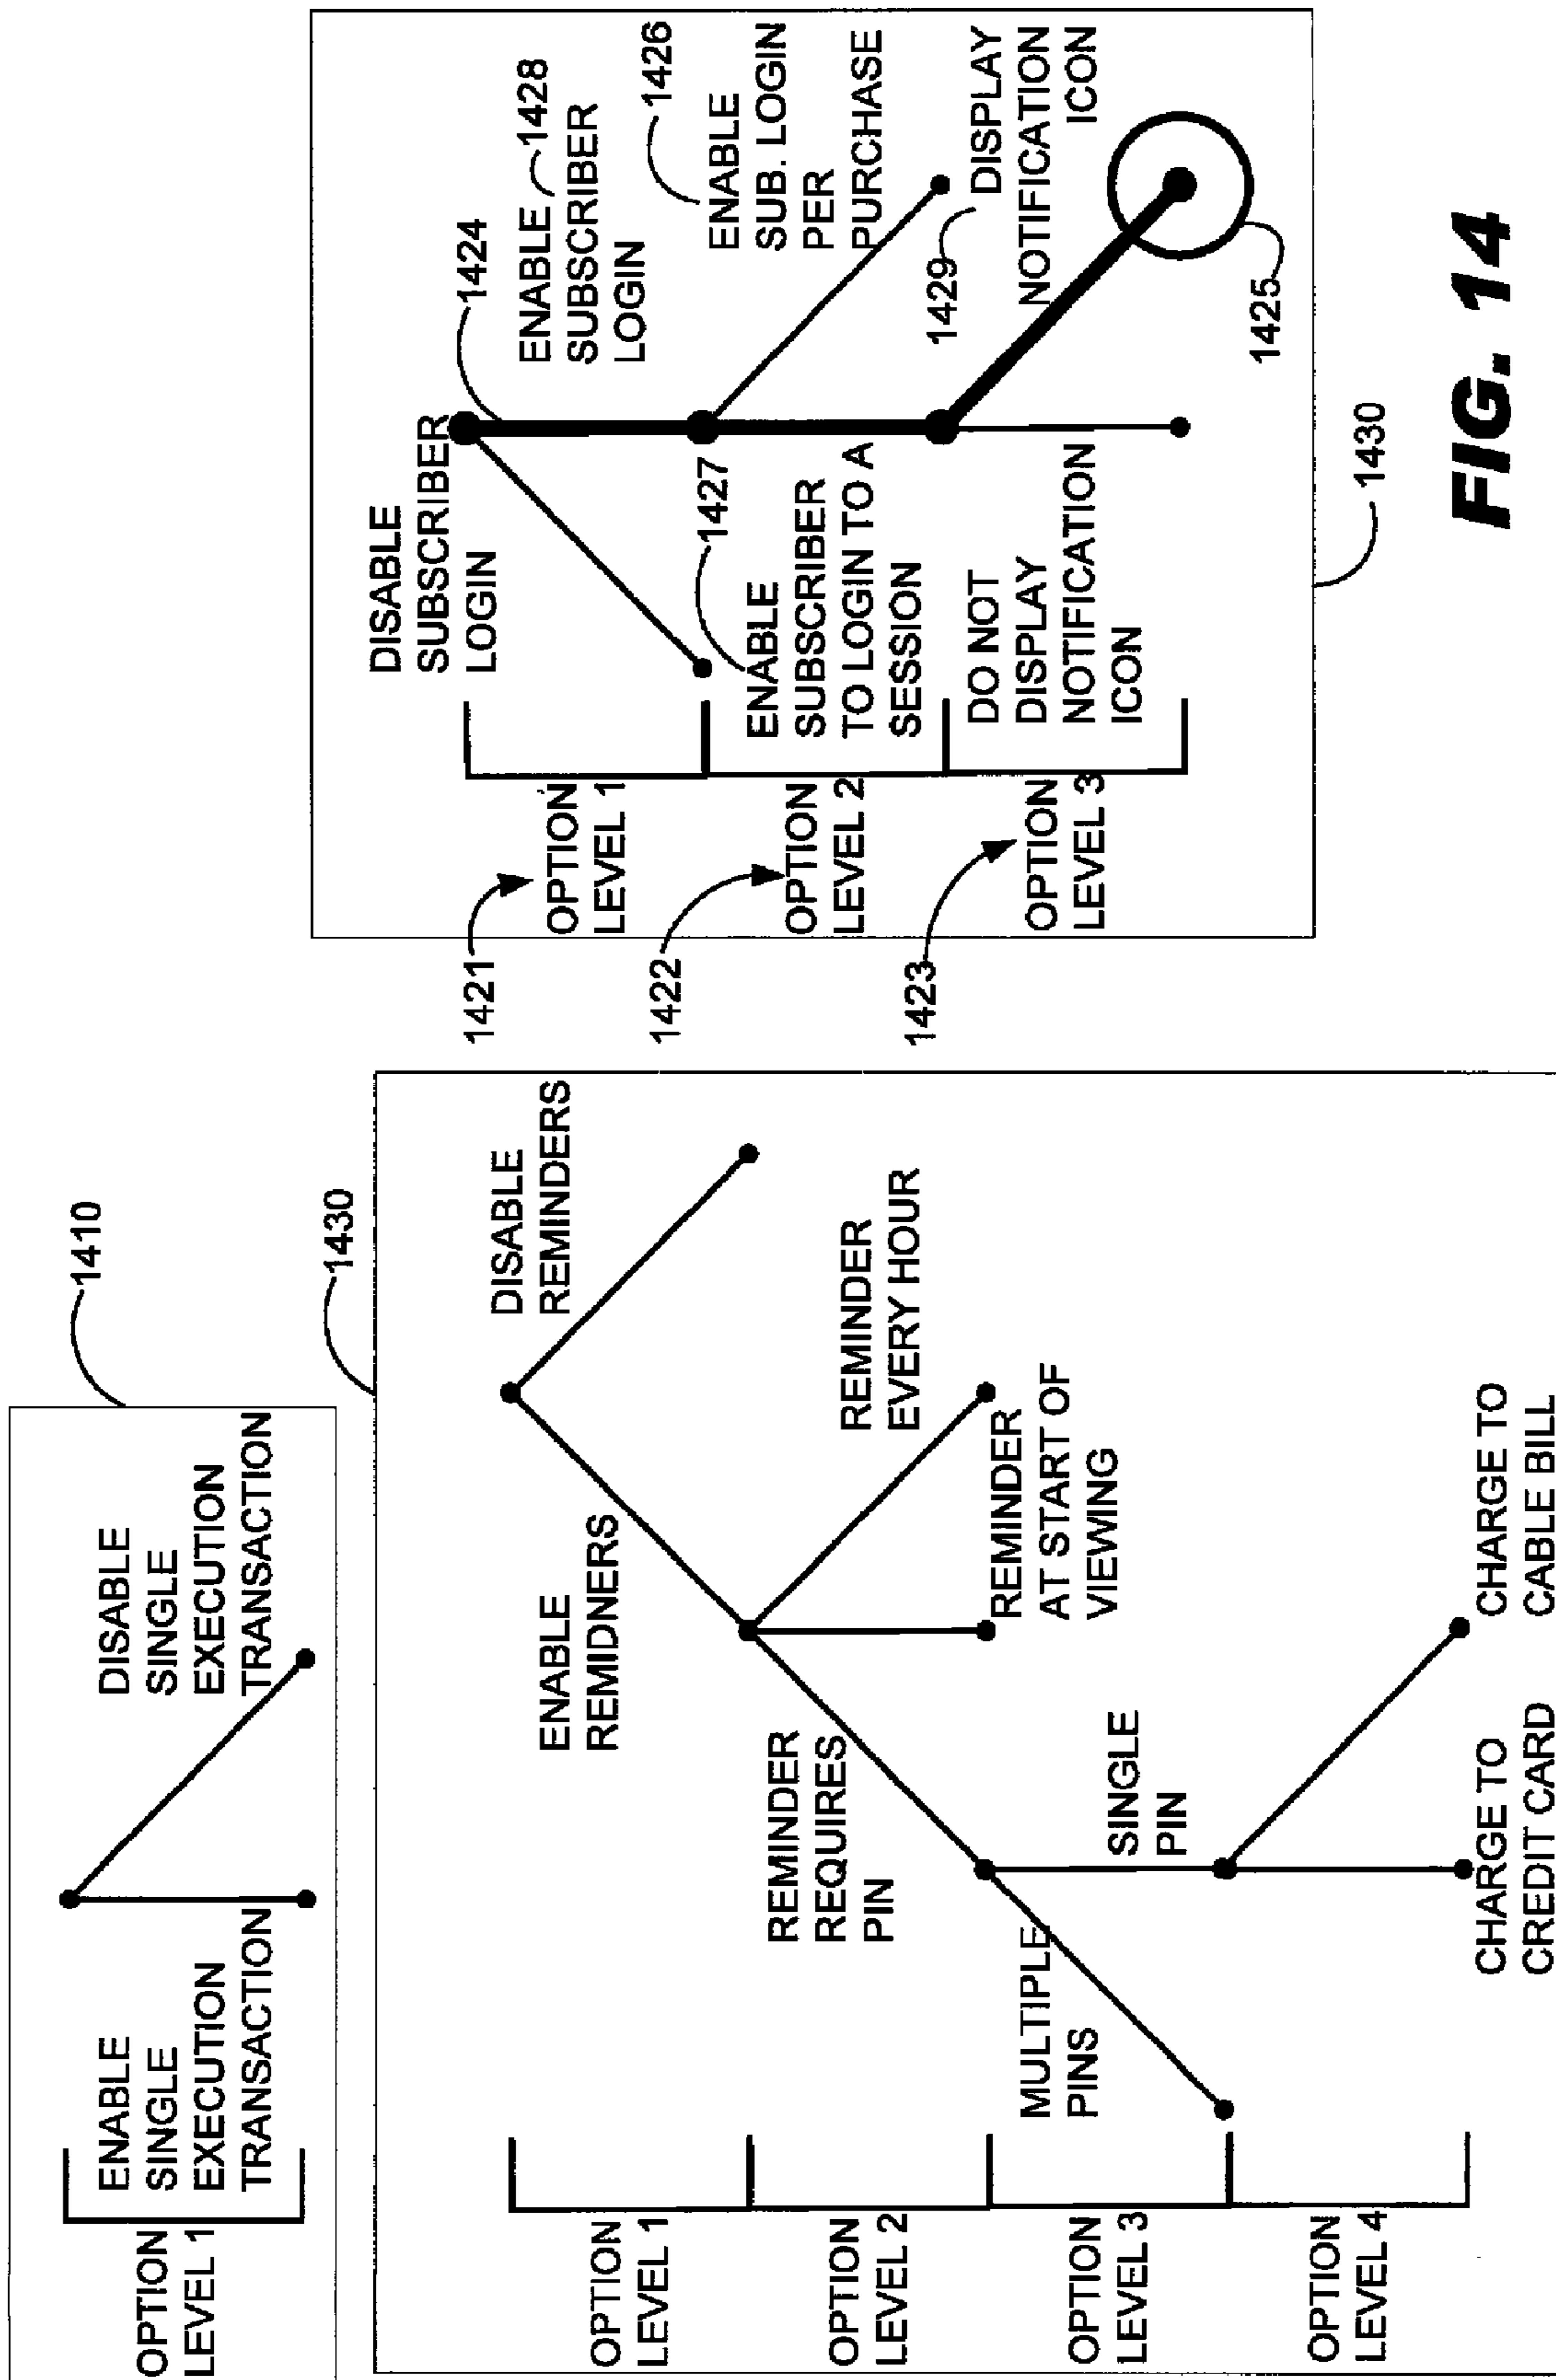 1410
OPTION
LEVEL 1
ENABLE
SINGLE
EXECUTION
TRANSACTION
DISABLE
SINGLE
EXECUTION
TRANSACTION
1430
OPTION
LEVEL 1
OPTION
LEVEL 2
OPTION
LEVEL 3
OPTION
LEVEL 4
ENABLE
REMIDNERS
DISABLE
REMINDERS
REMINDER
REQUIRES
PIN
REMINDER
AT START OF
VIEWING
REMINDER
EVERY HOUR
MULTIPLE
PINS
SINGLE
PIN
CHARGE TO
CREDIT CARD
CHARGE TO
CABLE BILL
1421
OPTION
LEVEL 1
1422
OPTION
LEVEL 2
1423
OPTION
LEVEL 3
DISABLE
SUBSCRIBER
LOGIN
1424
ENABLE
SUBSCRIBER
LOGIN
1428
1427
ENABLE
SUBSCRIBER
TO LOGIN TO A
SESSION
ENABLE
SUB. LOGIN
PER
PURCHASE
1426
DO NOT
DISPLAY
NOTIFICATION
ICON
1429
DISPLAY
NOTIFICATION
ICON
1425
1430
FIG. 14